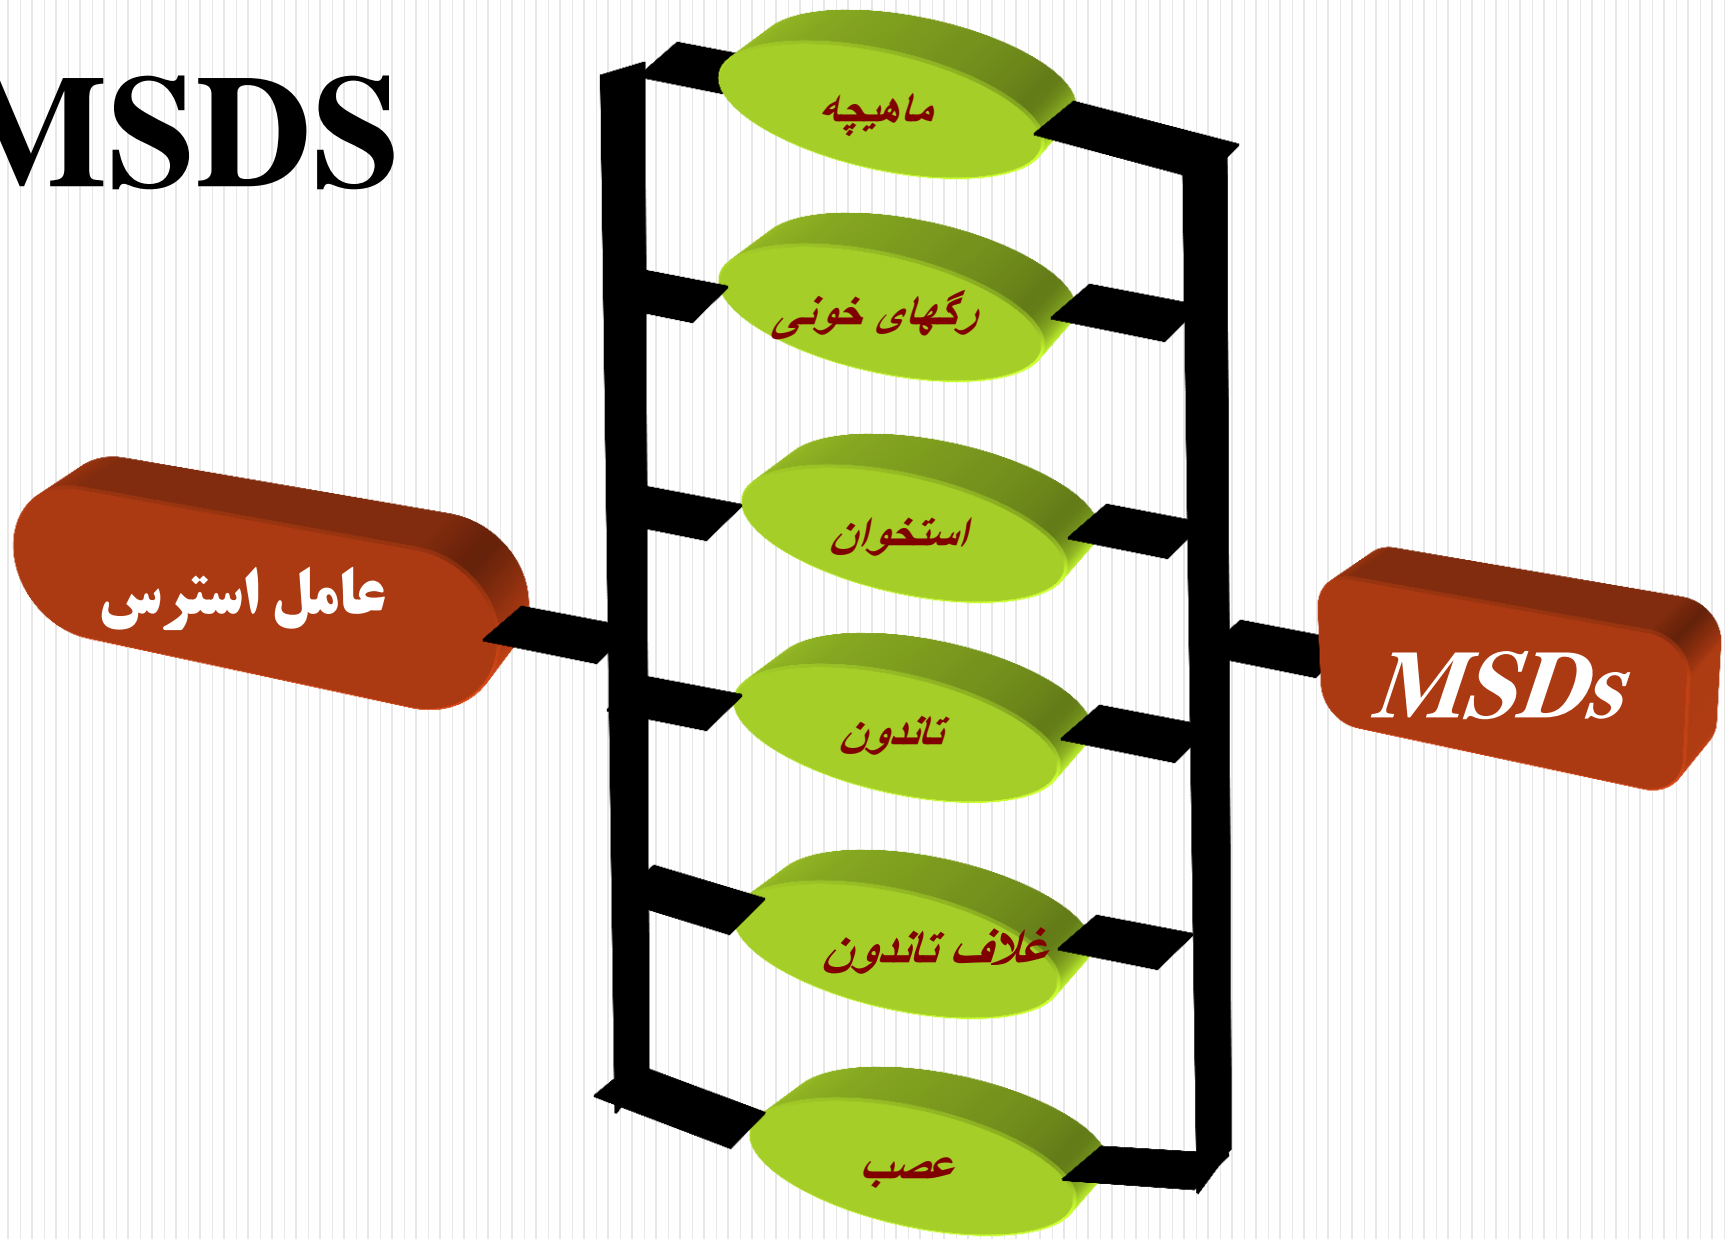 MSDS
ماهیچه
رگهای خونی
استخوان
عامل استرس
MSDs
تاندون
غلاف تاندون
عصب